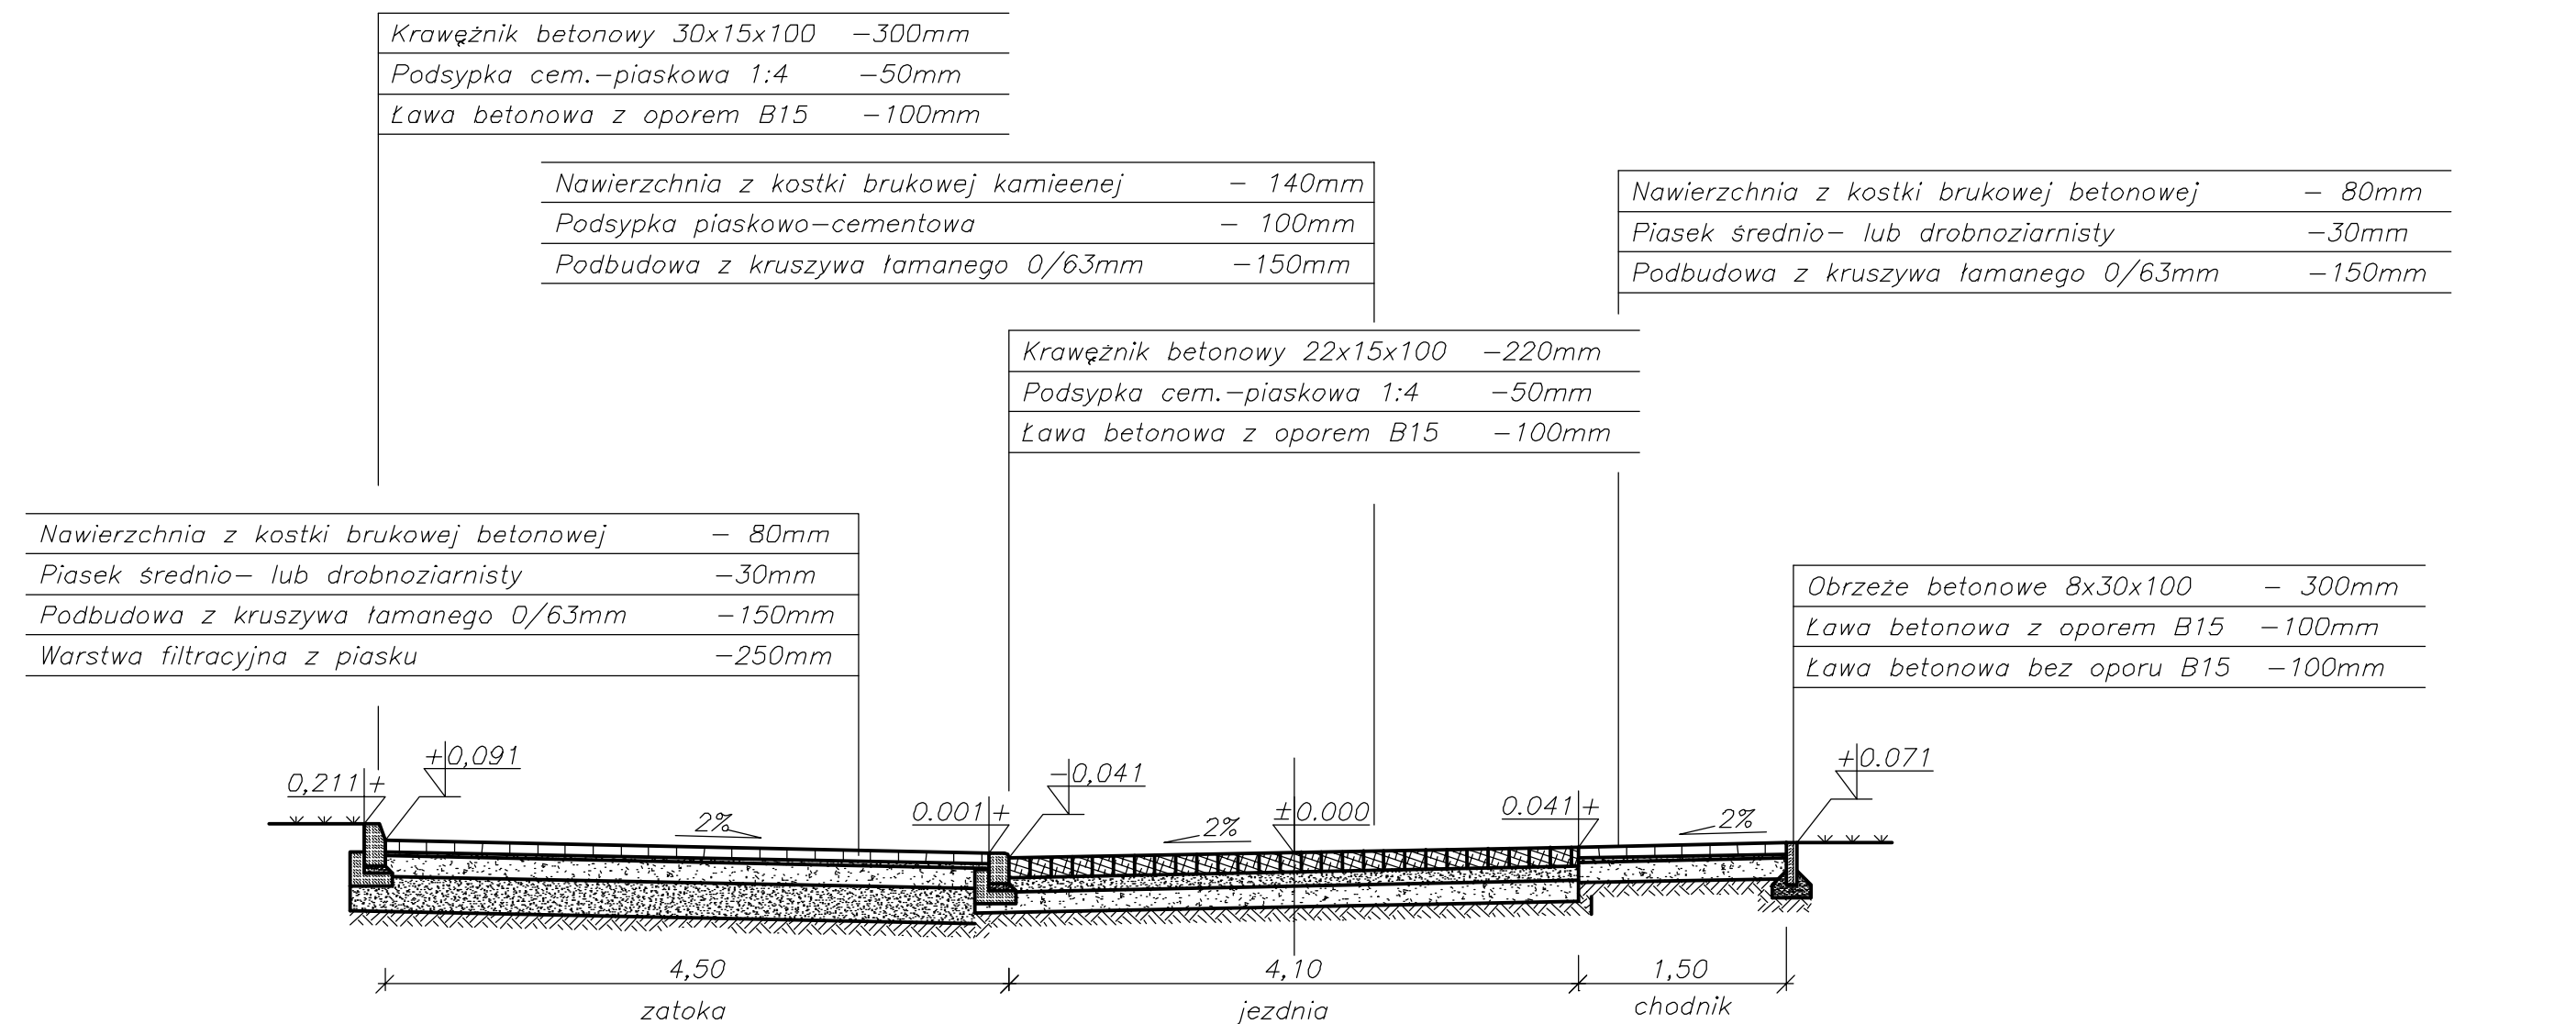 Krawężnik betonowy 30x15x100 -300mm
Podsypka cem.-piaskowa 1:4 -50mm
Ława betonowa z oporem B15 -100mm
Nawierzchnia z kostki brukowej kamieenej - 140mm
Podsypka piaskowo-cementowa - 100mm
Podbudowa z kruszywa łamanego 0/63mm -150mm
Nawierzchnia z kostki brukowej betonowej - 80mm
Piasek średnio- lub drobnoziarnisty -30mm
Podbudowa z kruszywa łamanego 0/63mm -150mm
Krawężnik betonowy 22x15x100 -220mm
Podsypka cem.-piaskowa 1:4 -50mm
Ława betonowa z oporem B15 -100mm
Nawierzchnia z kostki brukowej betonowej - 80mm
Piasek średnio- lub drobnoziarnisty -30mm
Podbudowa z kruszywa łamanego 0/63mm -150mm
Warstwa filtracyjna z piasku -250mm
Obrzeże betonowe 8x30x100 - 300mm
Ława betonowa z oporem B15 -100mm
Ława betonowa bez oporu B15 -100mm
0,211+
+0,091
2%
0.001+
-0,041
2%
±0.000
0.041+
2%
+0.071
4,50
4,10
1,50
zatoka
jezdnia
chodnik